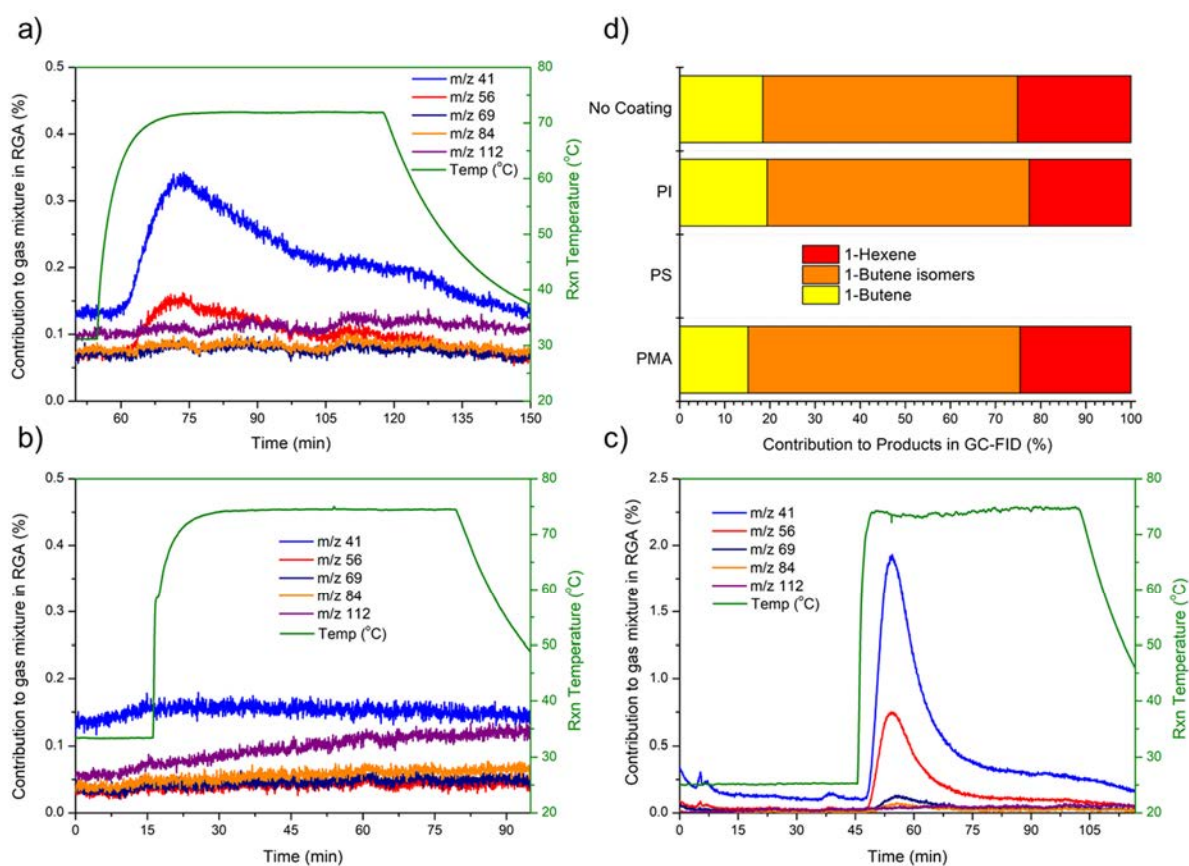 a)
Contribution to gas mixture in RGA (%)
0.5
0.4
0.3
0.2
0.1
0.0
m/z 41
m/z 56
m/z 69
m/z 84
m/z 112
Temp (°C)
80
70
60
50
40
30
20
Rxn Temperature (°C)
60 75 90 105 120 135 150
Time (min)
d)
No Coating
PI
PS
PMA
1-Hexene
1-Butene isomers
1-Butene
0 10 20 30 40 50 60 70 80 90 100
Contribution to Products in GC-FID (%)
b)
Contribution to gas mixture in RGA (%)
0.5
0.4
0.3
0.2
0.1
0.0
m/z 41
m/z 56
m/z 69
m/z 84
m/z 112
Temp (°C)
80
70
60
50
40
30
20
Rxn Temperature (°C)
0 15 30 45 60 75 90
Time (min)
c)
Contribution to gas mixture in RGA (%)
2.5
2.0
1.5
1.0
0.5
0.0
m/z 41
m/z 56
m/z 69
m/z 84
m/z 112
Temp (°C)
80
70
60
50
40
30
20
Rxn Temperature (°C)
0 15 30 45 60 75 90 105
Time (min)